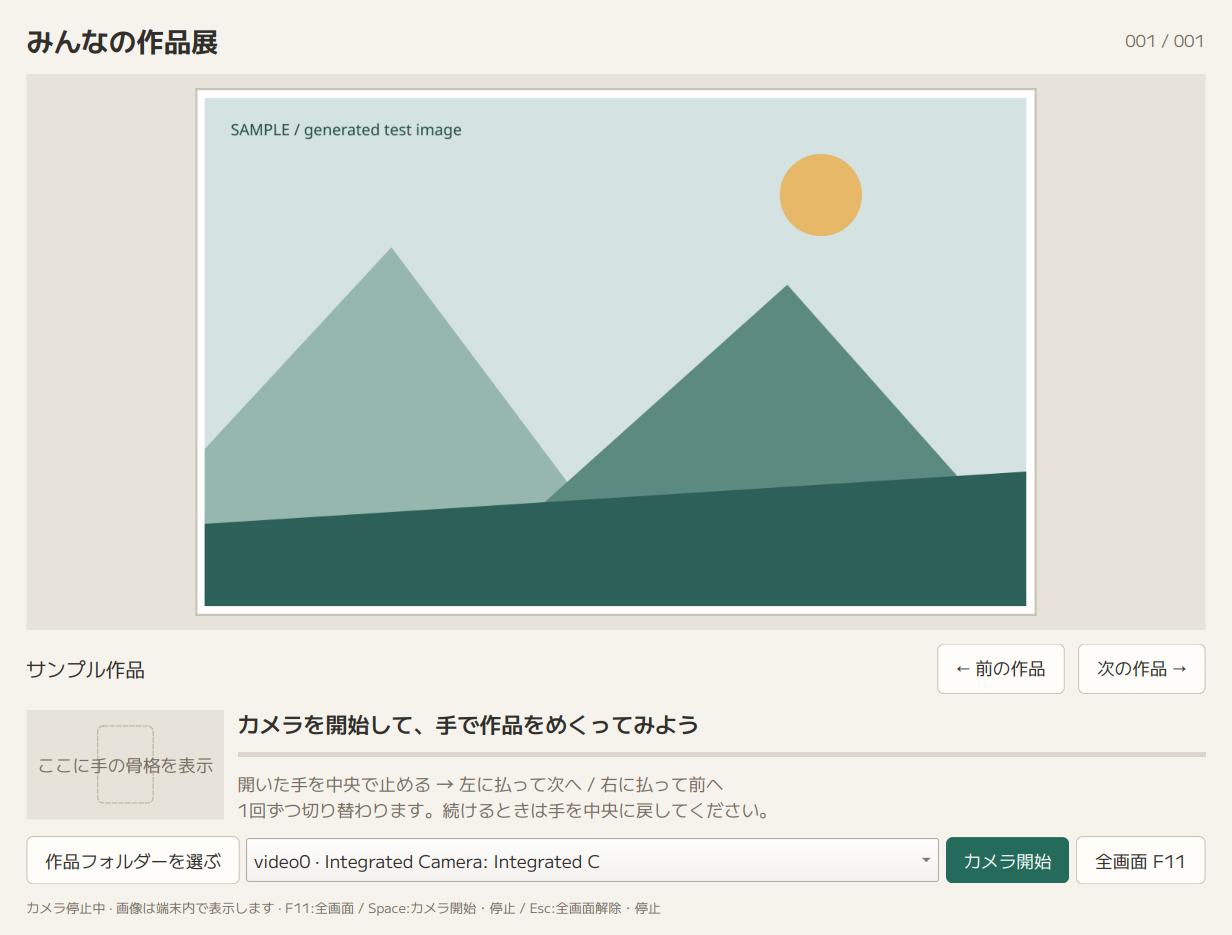 みんなの作品展
001 / 001
SAMPLE / generated test image
サンプル作品
← 前の作品
次の作品 →
ここに手の骨格を表示
カメラを開始して、手で作品をめくってみよう
開いた手を中央で止める → 左に払って次へ / 右に払って前へ
1回ずつ切り替わります。続けるときは手を中央に戻してください。
作品フォルダーを選ぶ
video0 · Integrated Camera: Integrated C
カメラ開始
全画面 F11
カメラ停止中 · 画像は端末内で表示します · F11:全画面 / Space:カメラ開始・停止 / Esc:全画面解除・停止